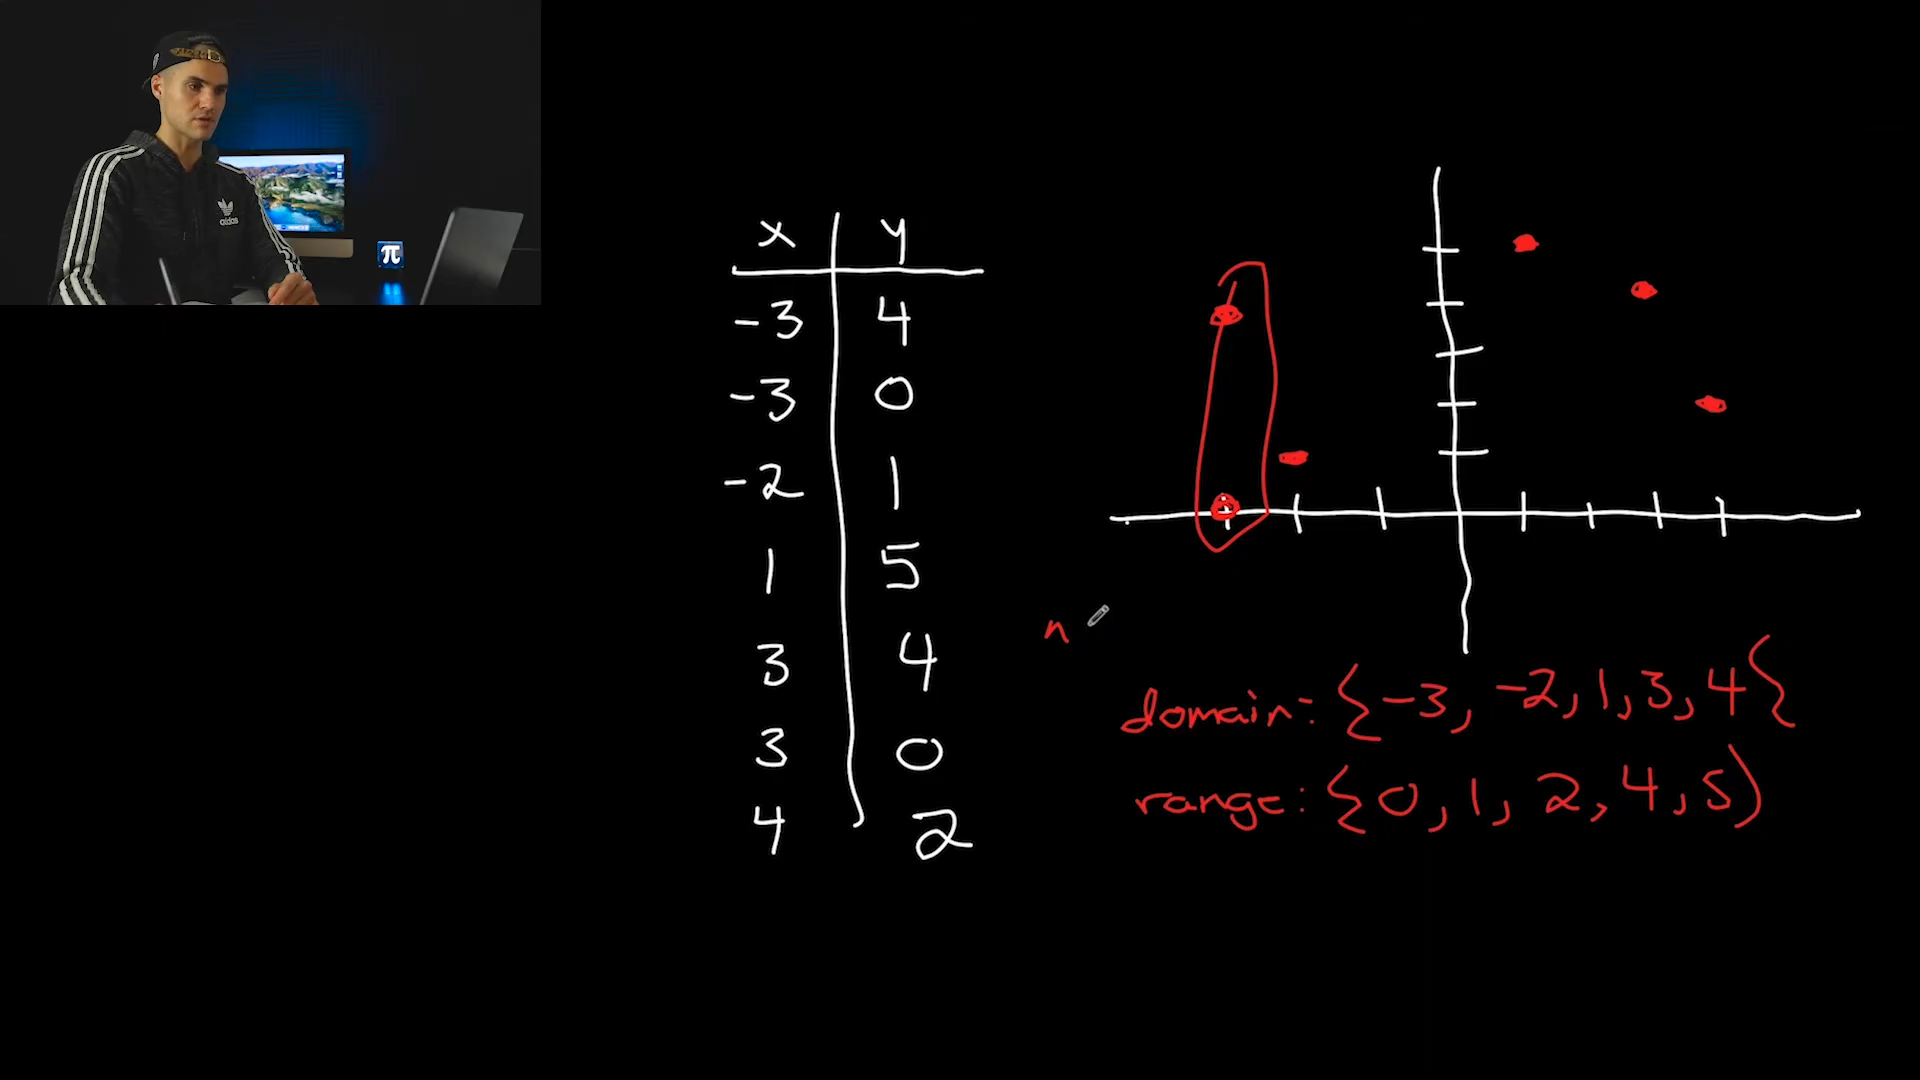 adidas
π
x y
-3 4
-3 0
-2 1
1 5
3 4
3 0
4 2
n
domain: {-3, -2, 1, 3, 4{
range: {0, 1, 2, 4, 5)